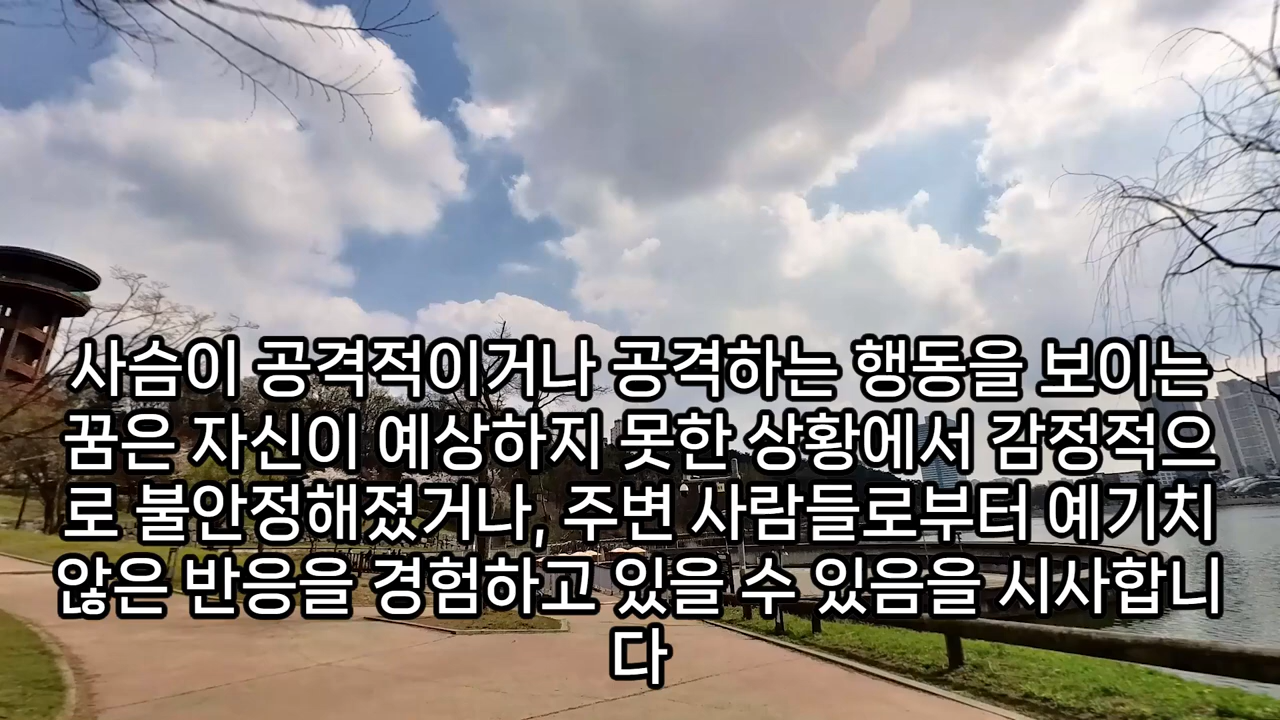 사슴이 공격적이거나 공격하는 행동을 보이는
꿈은 자신이 예상하지 못한 상황에서 감정적으
로 불안정해졌거나, 주변 사람들로부터 예기치
않은 반응을 경험하고 있을 수 있음을 시사합니
다